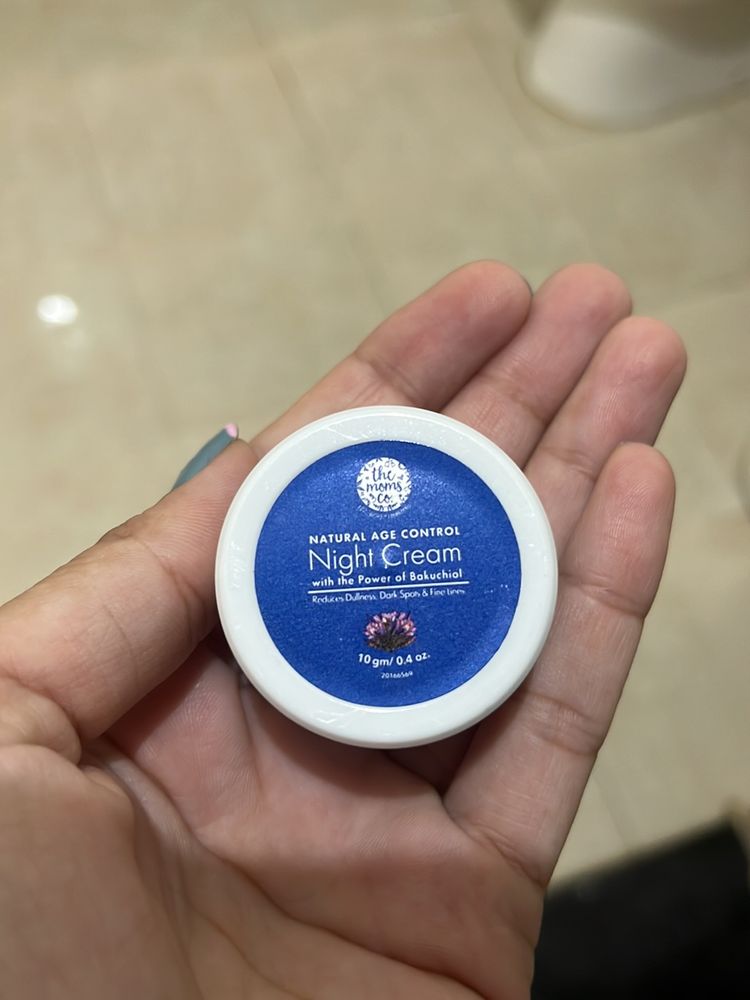 the
moms
co.
NATURAL AGE CONTROL
Night Cream
with the Power of Bakuchiol
Reduces Dullness, Dark Spots & Fine Lines
10gm/ 0.4 oz.
20166569